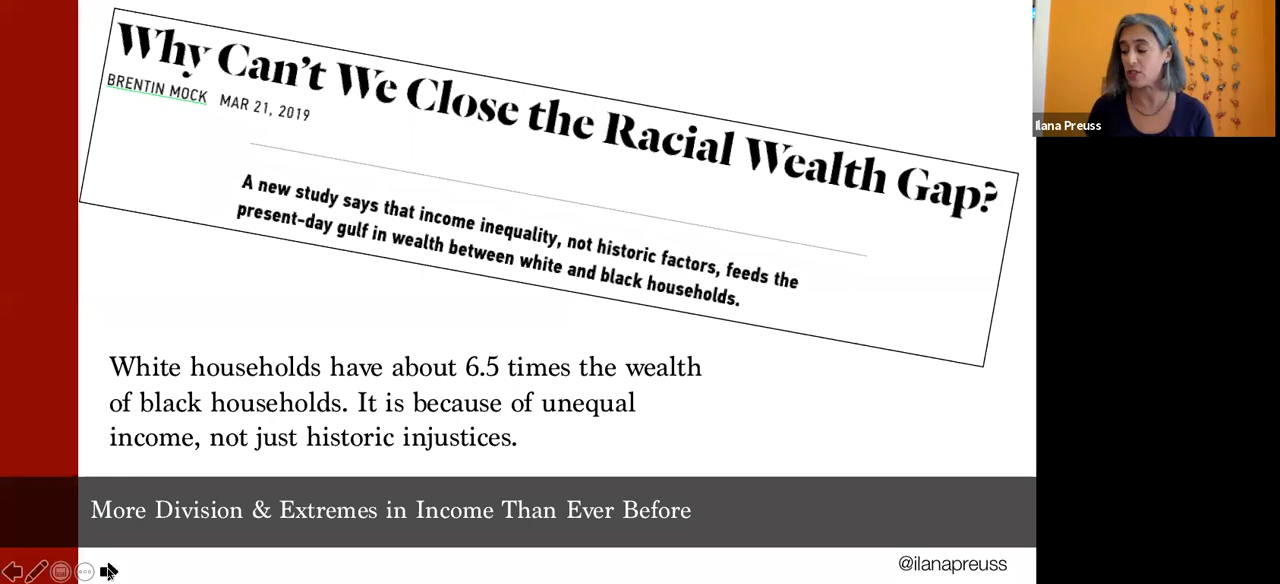 Why Can't We Close the Racial Wealth Gap?
BRENTIN MOCK MAR 21, 2019
A new study says that income inequality, not historic factors, feeds the
present-day gulf in wealth between white and black households.
White households have about 6.5 times the wealth
of black households. It is because of unequal
income, not just historic injustices.
More Division & Extremes in Income Than Ever Before
@ilanapreuss
Ilana Preuss